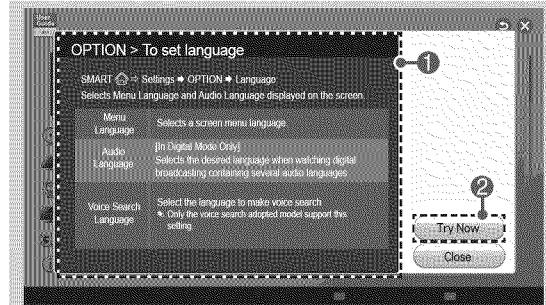 User
Guide
OPTION > To set language
❶
SMART ⇨ Settings ➡ OPTION ➡ Language
Selects Menu Language and Audio Language displayed on the screen.
Menu
Language
Selects a screen menu language.
Audio
Language
[In Digital Mode Only]
Selects the desired language when watching digital
broadcasting containing several audio languages
Voice Search
Language
Select the language to make voice search
Only the voice search adopted model support this
setting.
❷
Try Now
Close